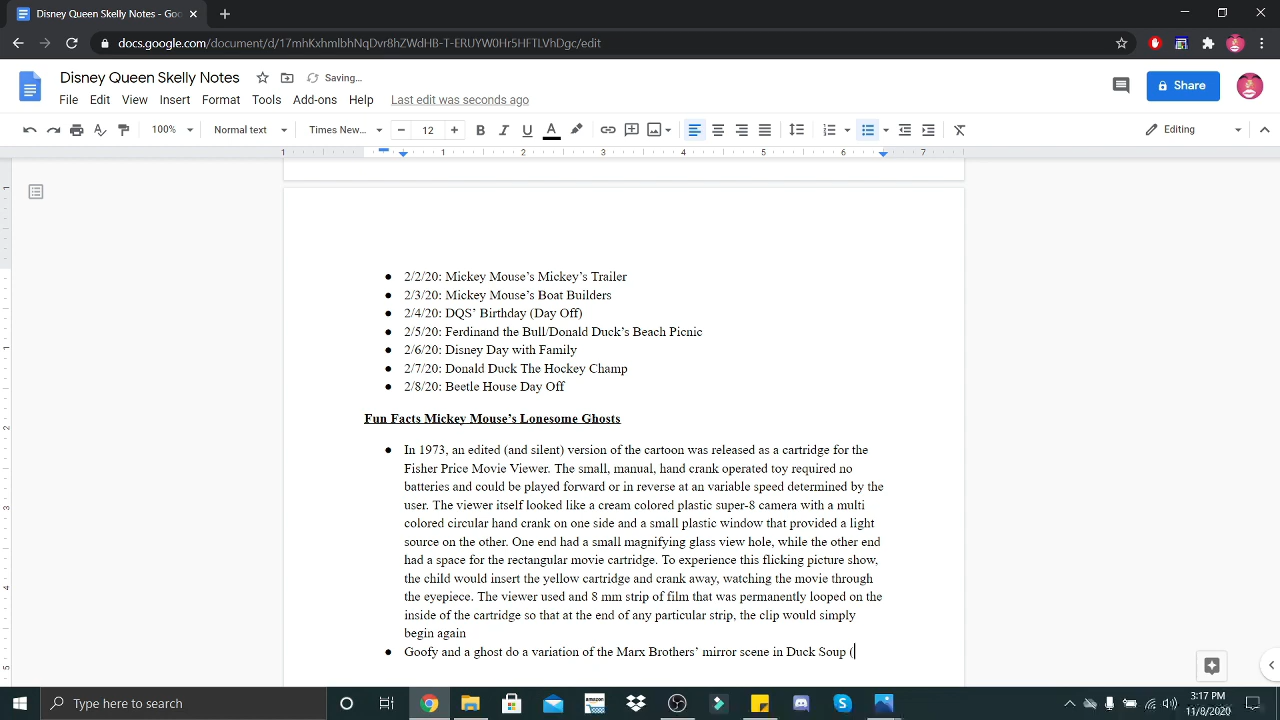 Disney Queen Skelly Notes - Goo
docs.google.com/document/d/17mhKxhmlbhNqDvr8hZWdHB-T-ERUYW0Hr5HFTLVhDgc/edit
Disney Queen Skelly Notes
Saving...
File Edit View Insert Format Tools Add-ons Help Last edit was seconds ago
Share
100% Normal text Times New... 12 Editing
1 1 2 3 4 5 6 7
● 2/2/20: Mickey Mouse’s Mickey’s Trailer
● 2/3/20: Mickey Mouse’s Boat Builders
● 2/4/20: DQS’ Birthday (Day Off)
● 2/5/20: Ferdinand the Bull/Donald Duck’s Beach Picnic
● 2/6/20: Disney Day with Family
● 2/7/20: Donald Duck The Hockey Champ
● 2/8/20: Beetle House Day Off
Fun Facts Mickey Mouse’s Lonesome Ghosts
● In 1973, an edited (and silent) version of the cartoon was released as a cartridge for the
Fisher Price Movie Viewer. The small, manual, hand crank operated toy required no
batteries and could be played forward or in reverse at an variable speed determined by the
user. The viewer itself looked like a cream colored plastic super-8 camera with a multi
colored circular hand crank on one side and a small plastic window that provided a light
source on the other. One end had a small magnifying glass view hole, while the other end
had a space for the rectangular movie cartridge. To experience this flicking picture show,
the child would insert the yellow cartridge and crank away, watching the movie through
the eyepiece. The viewer used and 8 mm strip of film that was permanently looped on the
inside of the cartridge so that at the end of any particular strip, the clip would simply
begin again
● Goofy and a ghost do a variation of the Marx Brothers’ mirror scene in Duck Soup (
Type here to search
amazon
3:17 PM
11/8/2020